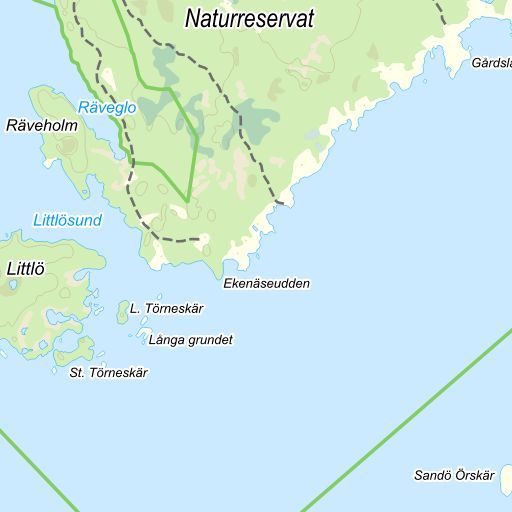 Naturreservat
Gårdsla
Räveglo
Räveholm
Littlösund
Littlö
Ekenäseudden
L. Törneskär
Långa grundet
St. Törneskär
Sandö Örskär